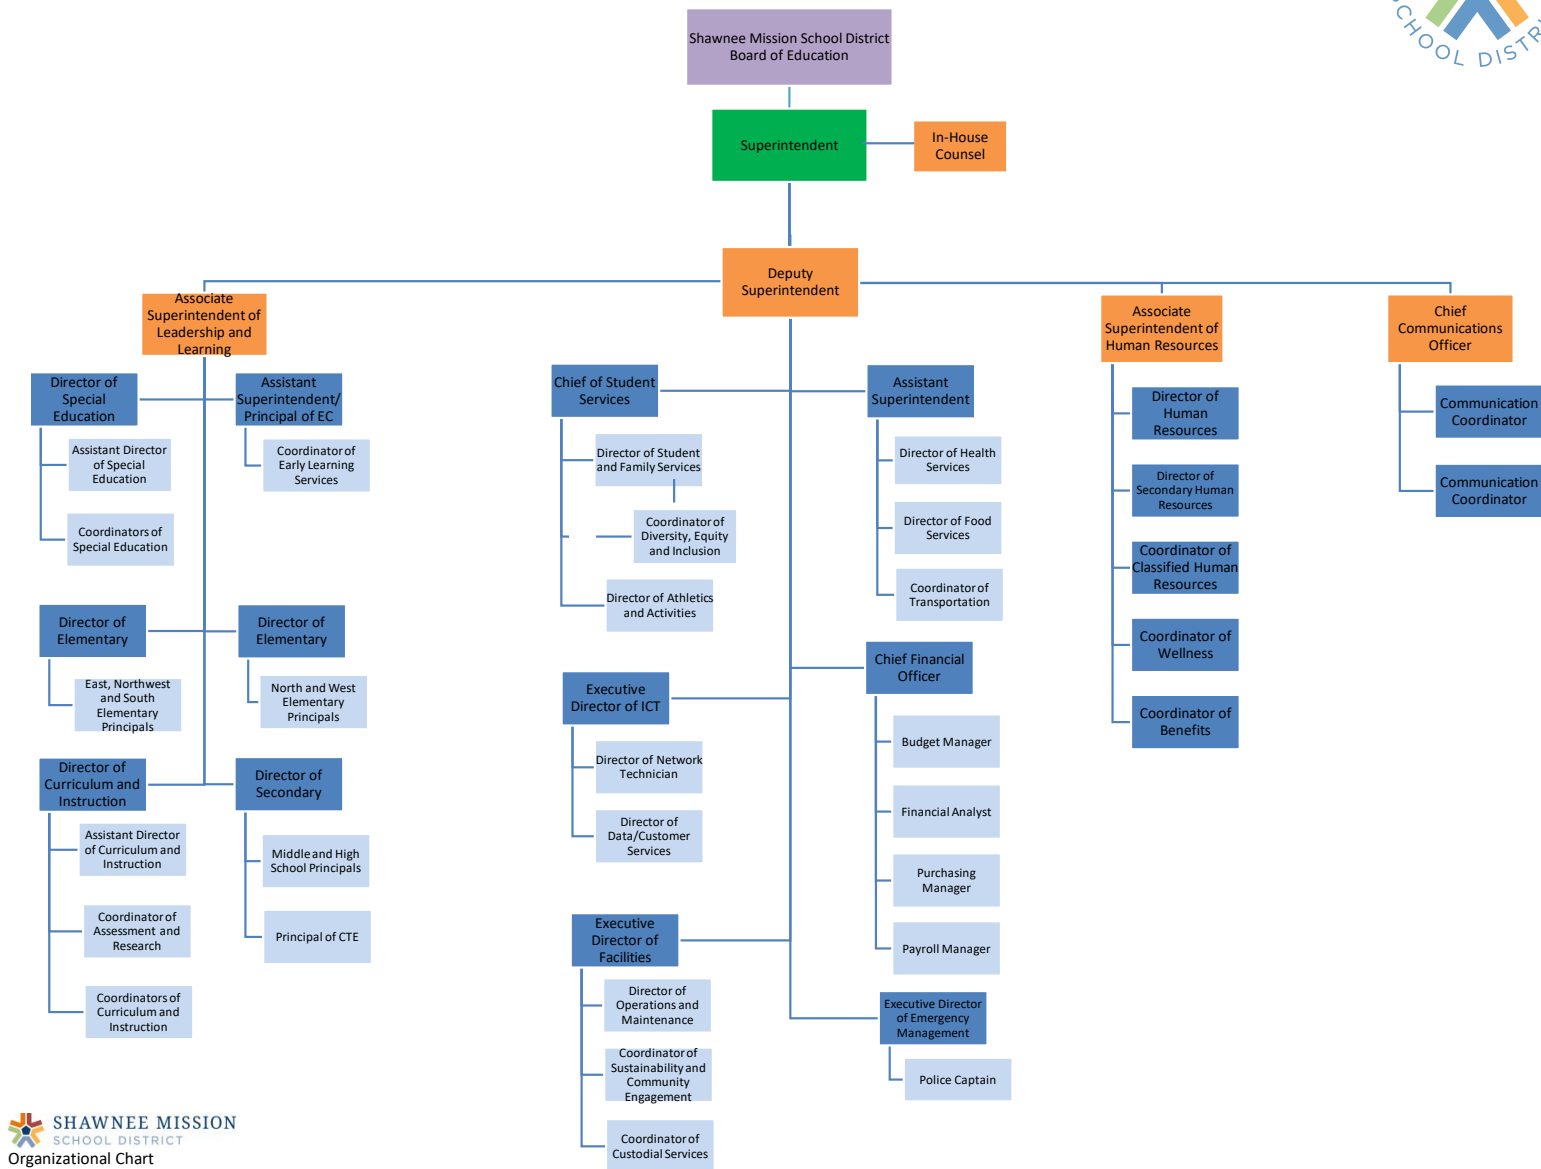 Shawnee Mission School District
Board of Education
SCHOOL DISTRI
Superintendent
In-House
Counsel
Deputy
Superintendent
Associate
Superintendent of
Leadership and
Learning
Associate
Superintendent of
Human Resources
Chief
Communications
Officer
Director of
Special
Education
Assistant
Superintendent/
Principal of EC
Assistant Director
of Special
Education
Coordinator of
Early Learning
Services
Coordinators of
Special Education
Director of
Elementary
Director of
Elementary
East, Northwest
and South
Elementary
Principals
North and West
Elementary
Principals
Director of
Curriculum and
Instruction
Director of
Secondary
Assistant Director
of Curriculum and
Instruction
Middle and High
School Principals
Coordinator of
Assessment and
Research
Principal of CTE
Coordinators of
Curriculum and
Instruction
Chief of Student
Services
Assistant
Superintendent
Director of Student
and Family Services
Director of Health
Services
Coordinator of
Diversity, Equity
and Inclusion
Director of Food
Services
Director of Athletics
and Activities
Coordinator of
Transportation
Executive
Director of ICT
Chief Financial
Officer
Director of Network
Technician
Budget Manager
Director of
Data/Customer
Services
Financial Analyst
Purchasing
Manager
Payroll Manager
Executive
Director of
Facilities
Director of
Operations and
Maintenance
Executive Director
of Emergency
Management
Coordinator of
Sustainability and
Community
Engagement
Police Captain
Coordinator of
Custodial Services
Director of
Human
Resources
Director of
Secondary Human
Resources
Coordinator of
Classified Human
Resources
Coordinator of
Wellness
Coordinator of
Benefits
Communication
Coordinator
Communication
Coordinator
SHAWNEE MISSION
SCHOOL DISTRICT
Organizational Chart